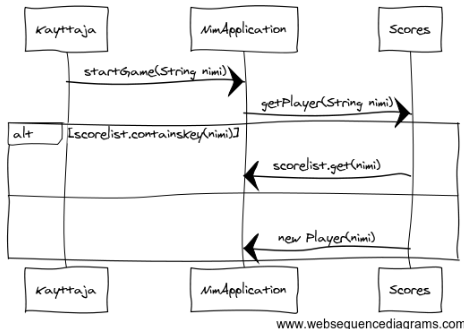 Kayttaja NimApplication Scores
startGame(String nimi)
getPlayer(String nimi)
alt [scorelist.containsKey(nimi)]
scorelist.get(nimi)
new Player(nimi)
Kayttaja NimApplication Scores
www.websequencediagrams.com